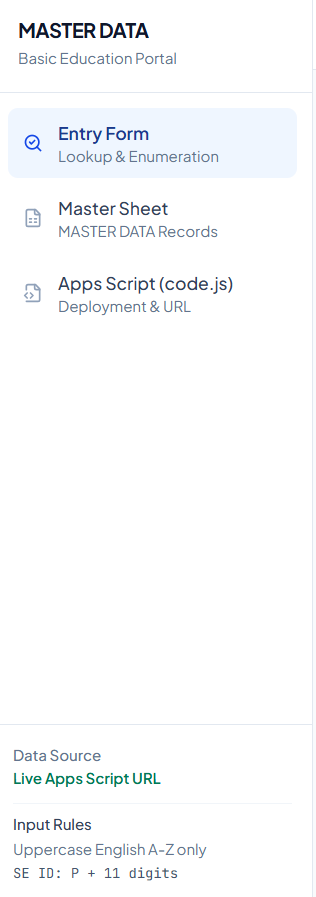 MASTER DATA
Basic Education Portal
Entry Form
Lookup & Enumeration
Master Sheet
MASTER DATA Records
Apps Script (code.js)
Deployment & URL
Data Source
Live Apps Script URL
Input Rules
Uppercase English A-Z only
SE ID: P + 11 digits